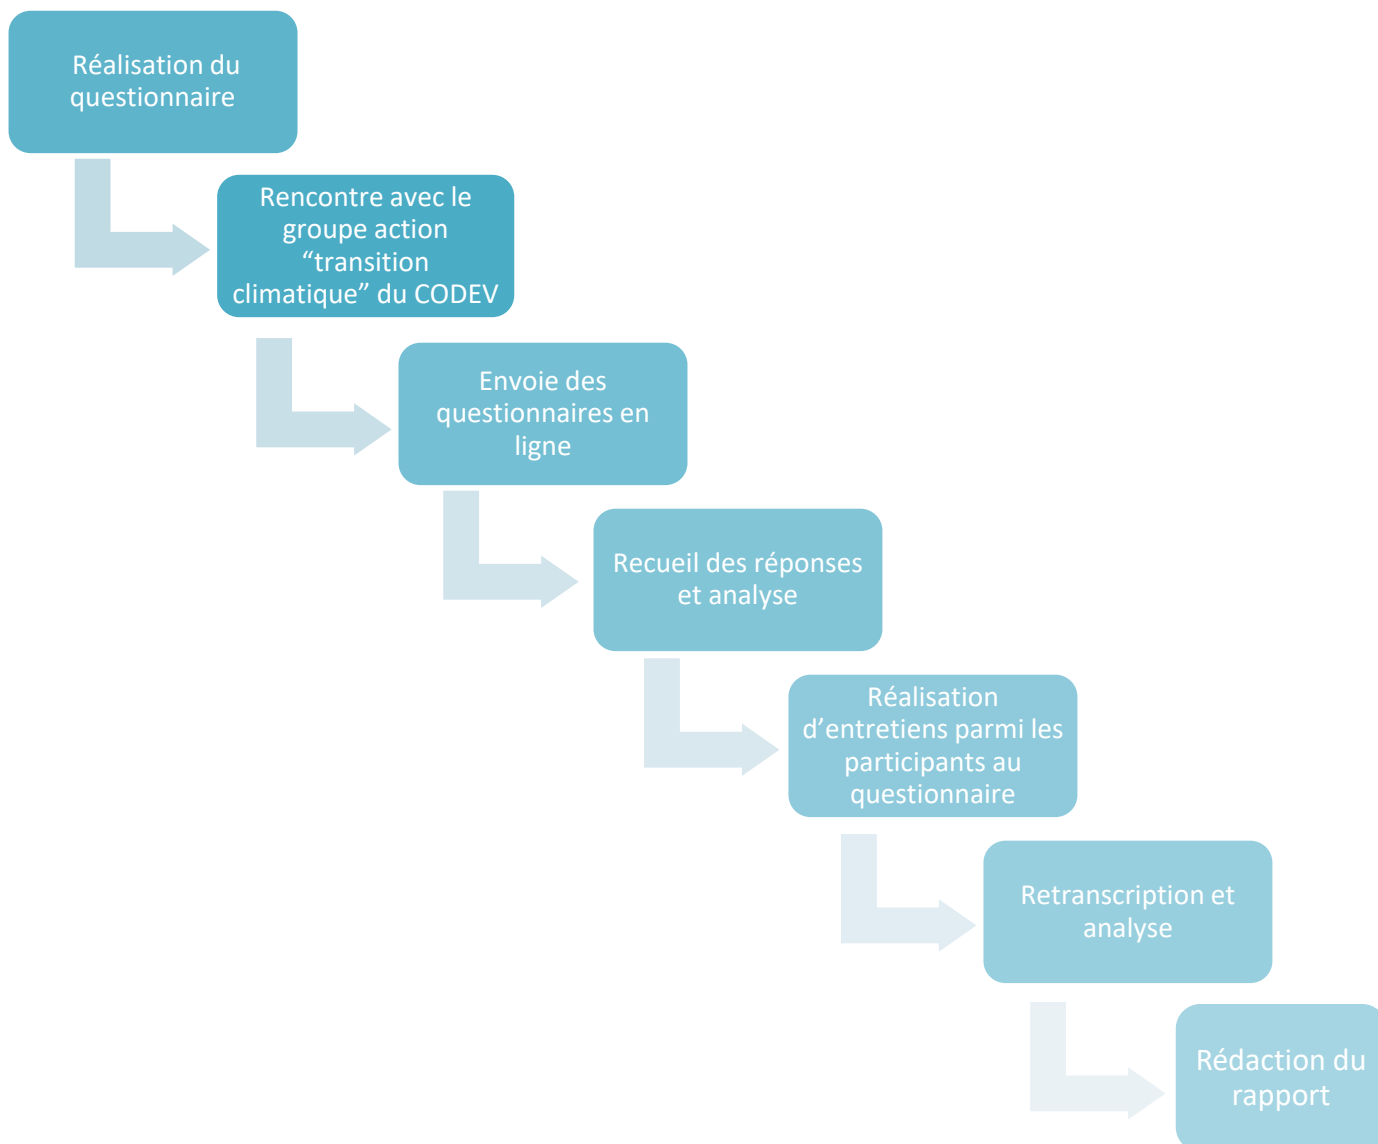 Réalisation du
questionnaire
Rencontre avec le
groupe action
“transition
climatique” du CODEV
Envoie des
questionnaires en
ligne
Recueil des réponses
et analyse
Réalisation
d’entretiens parmi les
participants au
questionnaire
Retranscription et
analyse
Rédaction du
rapport